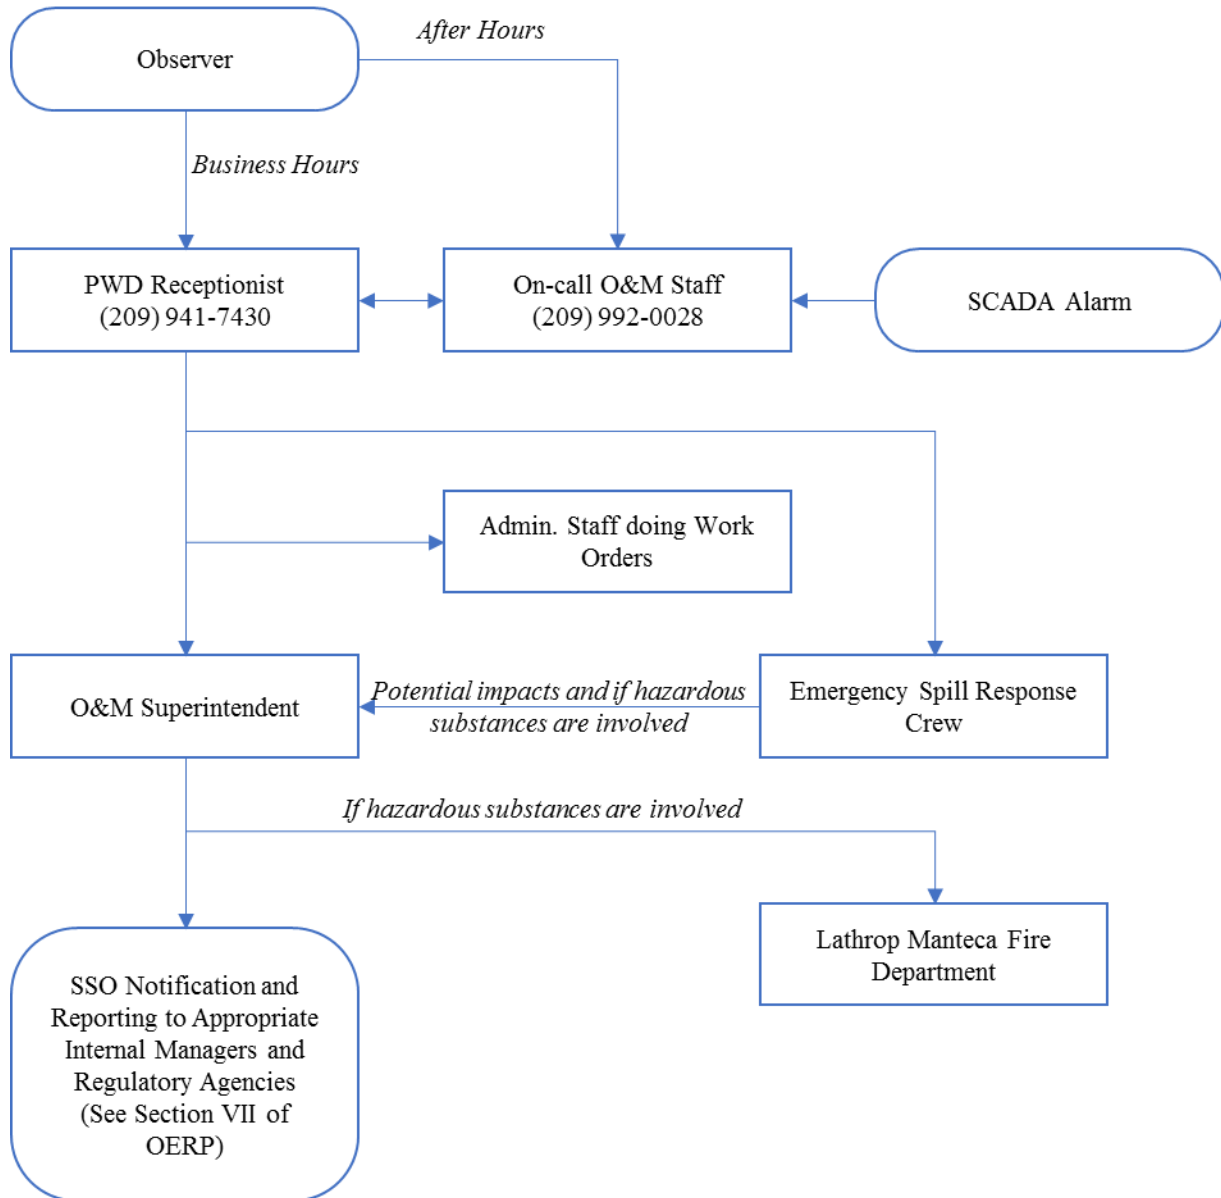 After Hours
Observer
Business Hours
PWD Receptionist
(209) 941-7430
On-call O&M Staff
(209) 992-0028
SCADA Alarm
Admin. Staff doing Work
Orders
O&M Superintendent
Potential impacts and if hazardous
substances are involved
Emergency Spill Response
Crew
If hazardous substances are involved
Lathrop Manteca Fire
Department
SSO Notification and
Reporting to Appropriate
Internal Managers and
Regulatory Agencies
(See Section VII of
OERP)